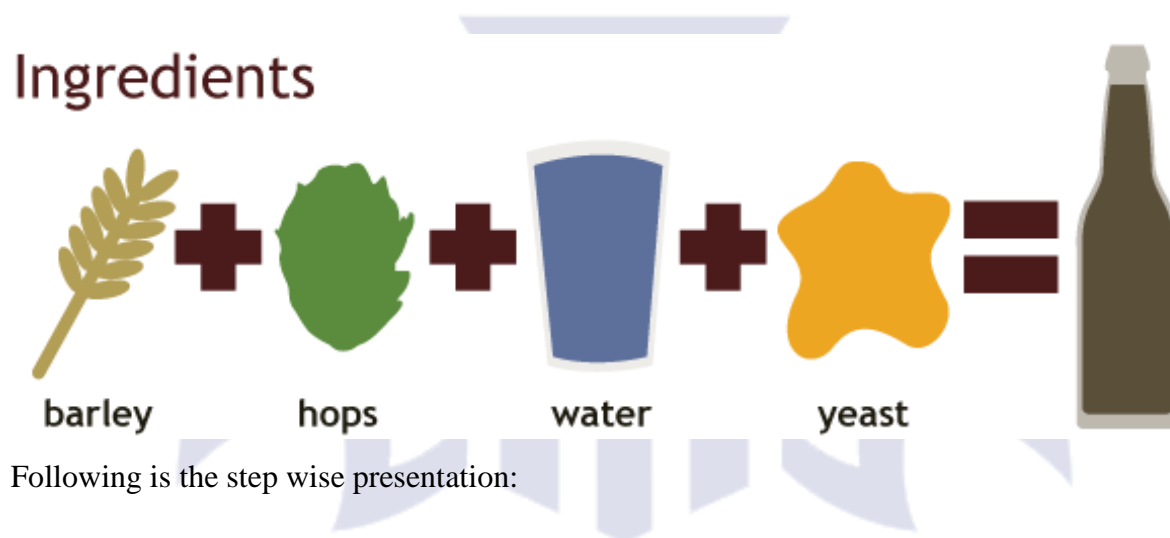 Ingredients
barley hops water yeast
Following is the step wise presentation: